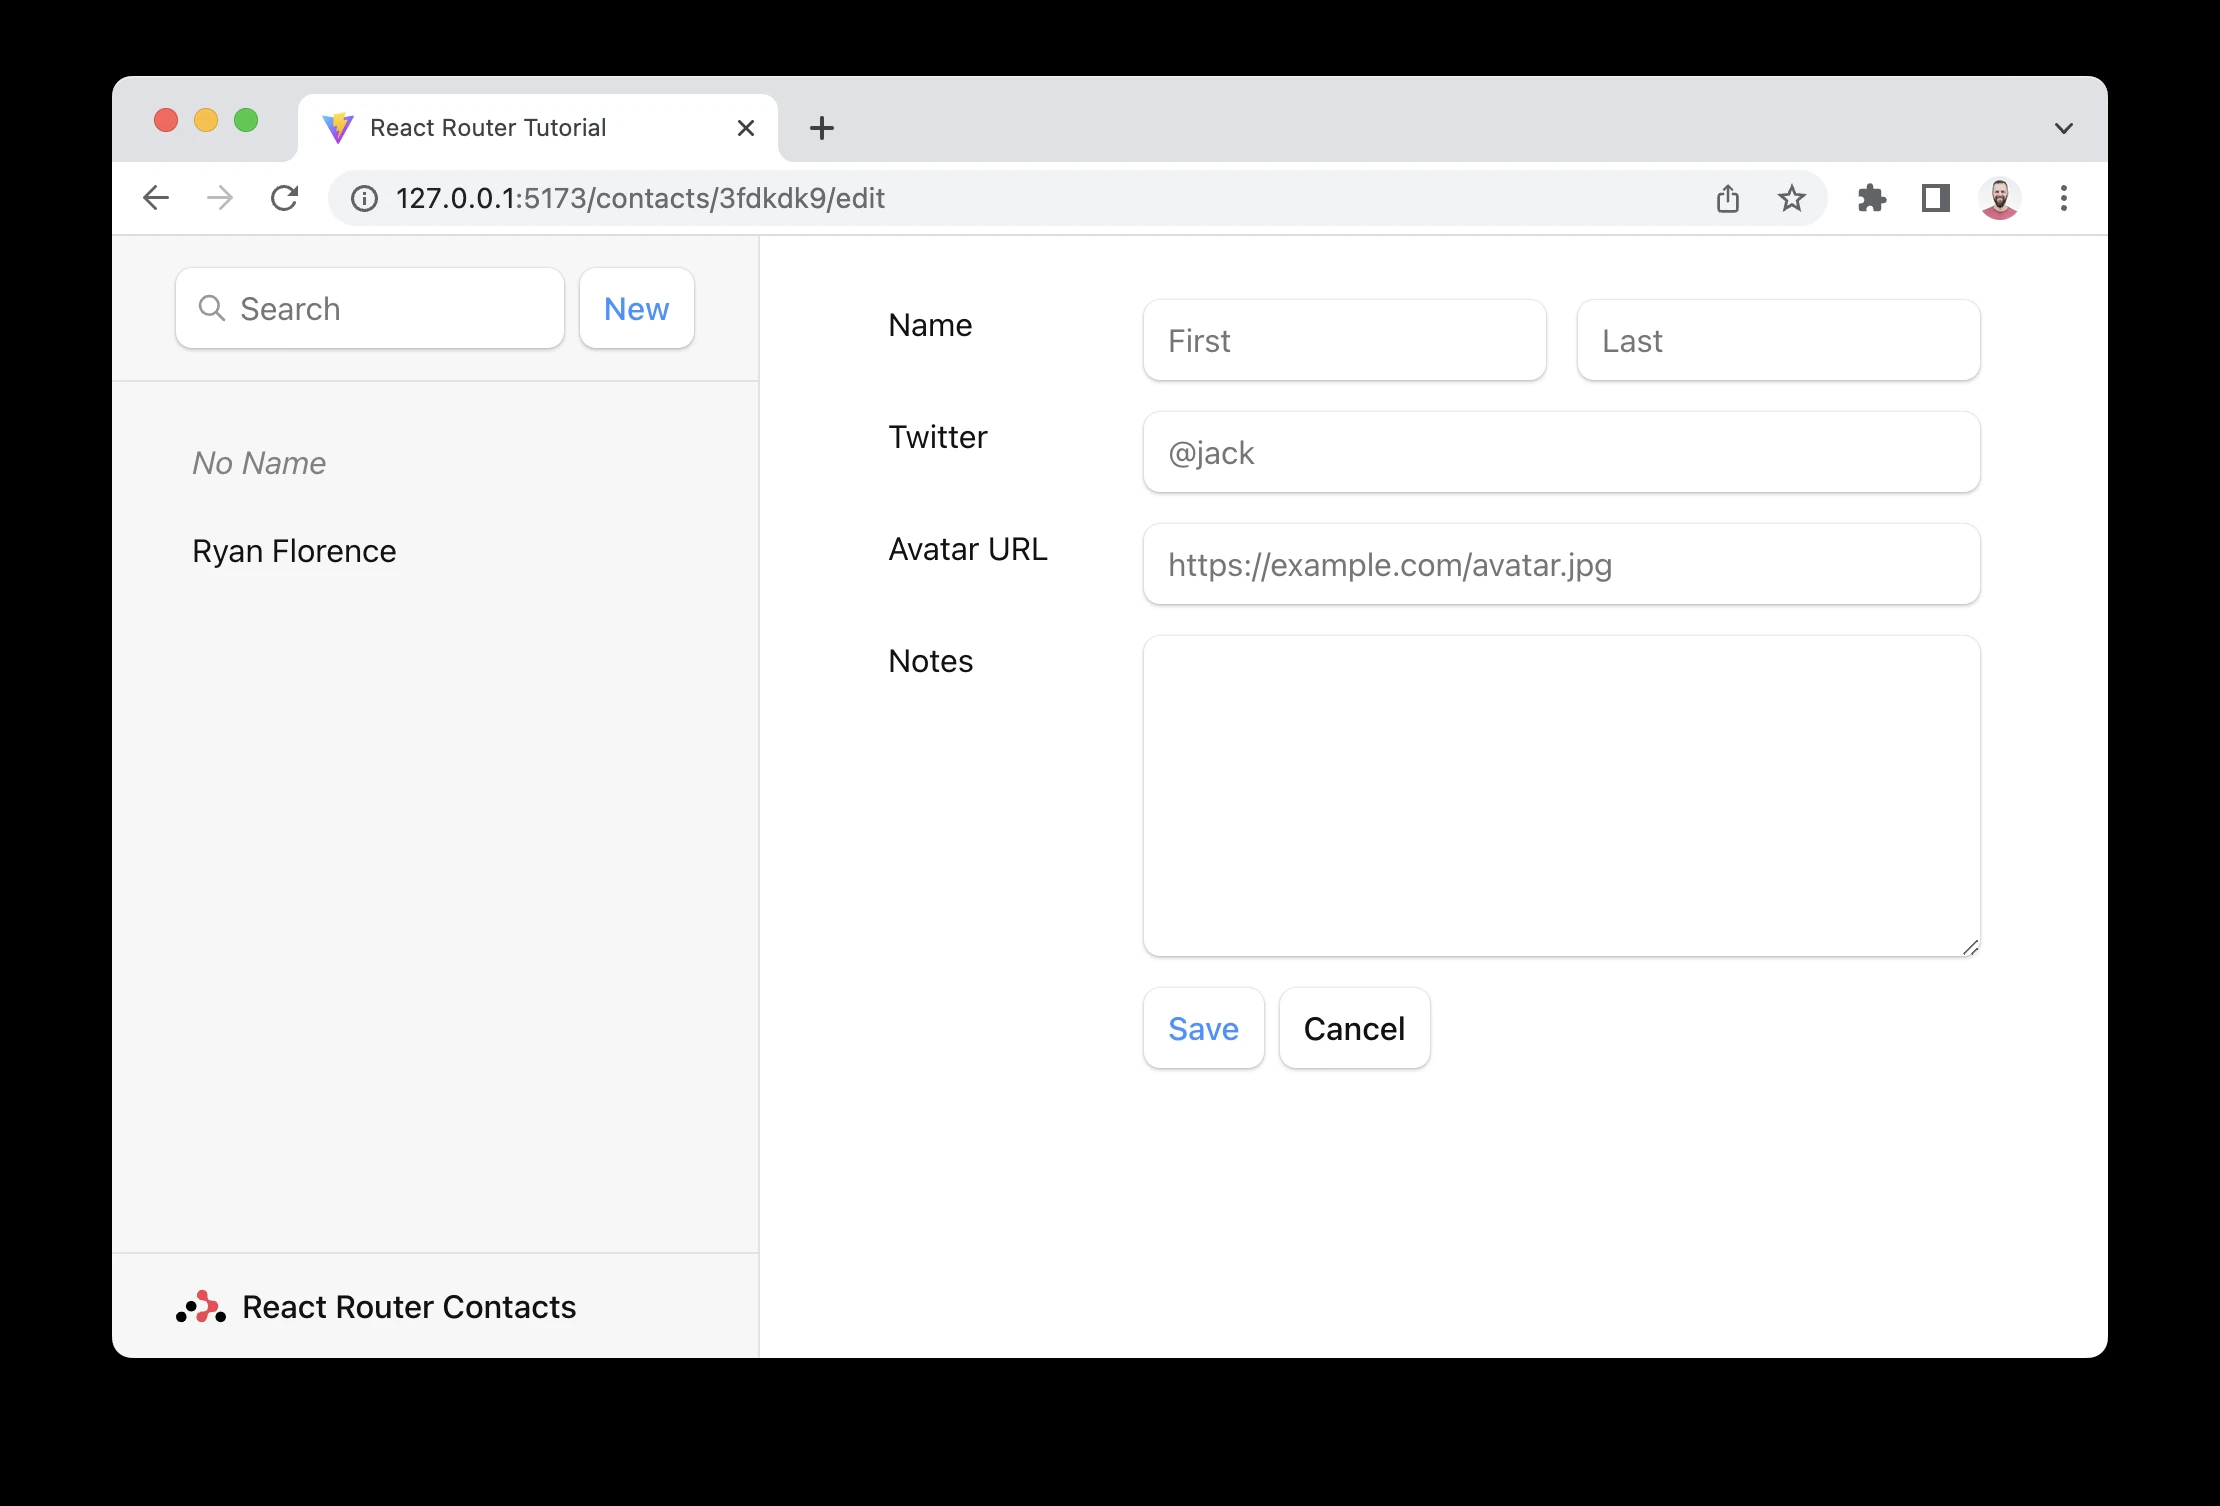 React Router Tutorial
127.0.0.1:5173/contacts/3fdkdk9/edit
Search
New
No Name
Ryan Florence
React Router Contacts
Name
First
Last
Twitter
@jack
Avatar URL
https://example.com/avatar.jpg
Notes
Save
Cancel